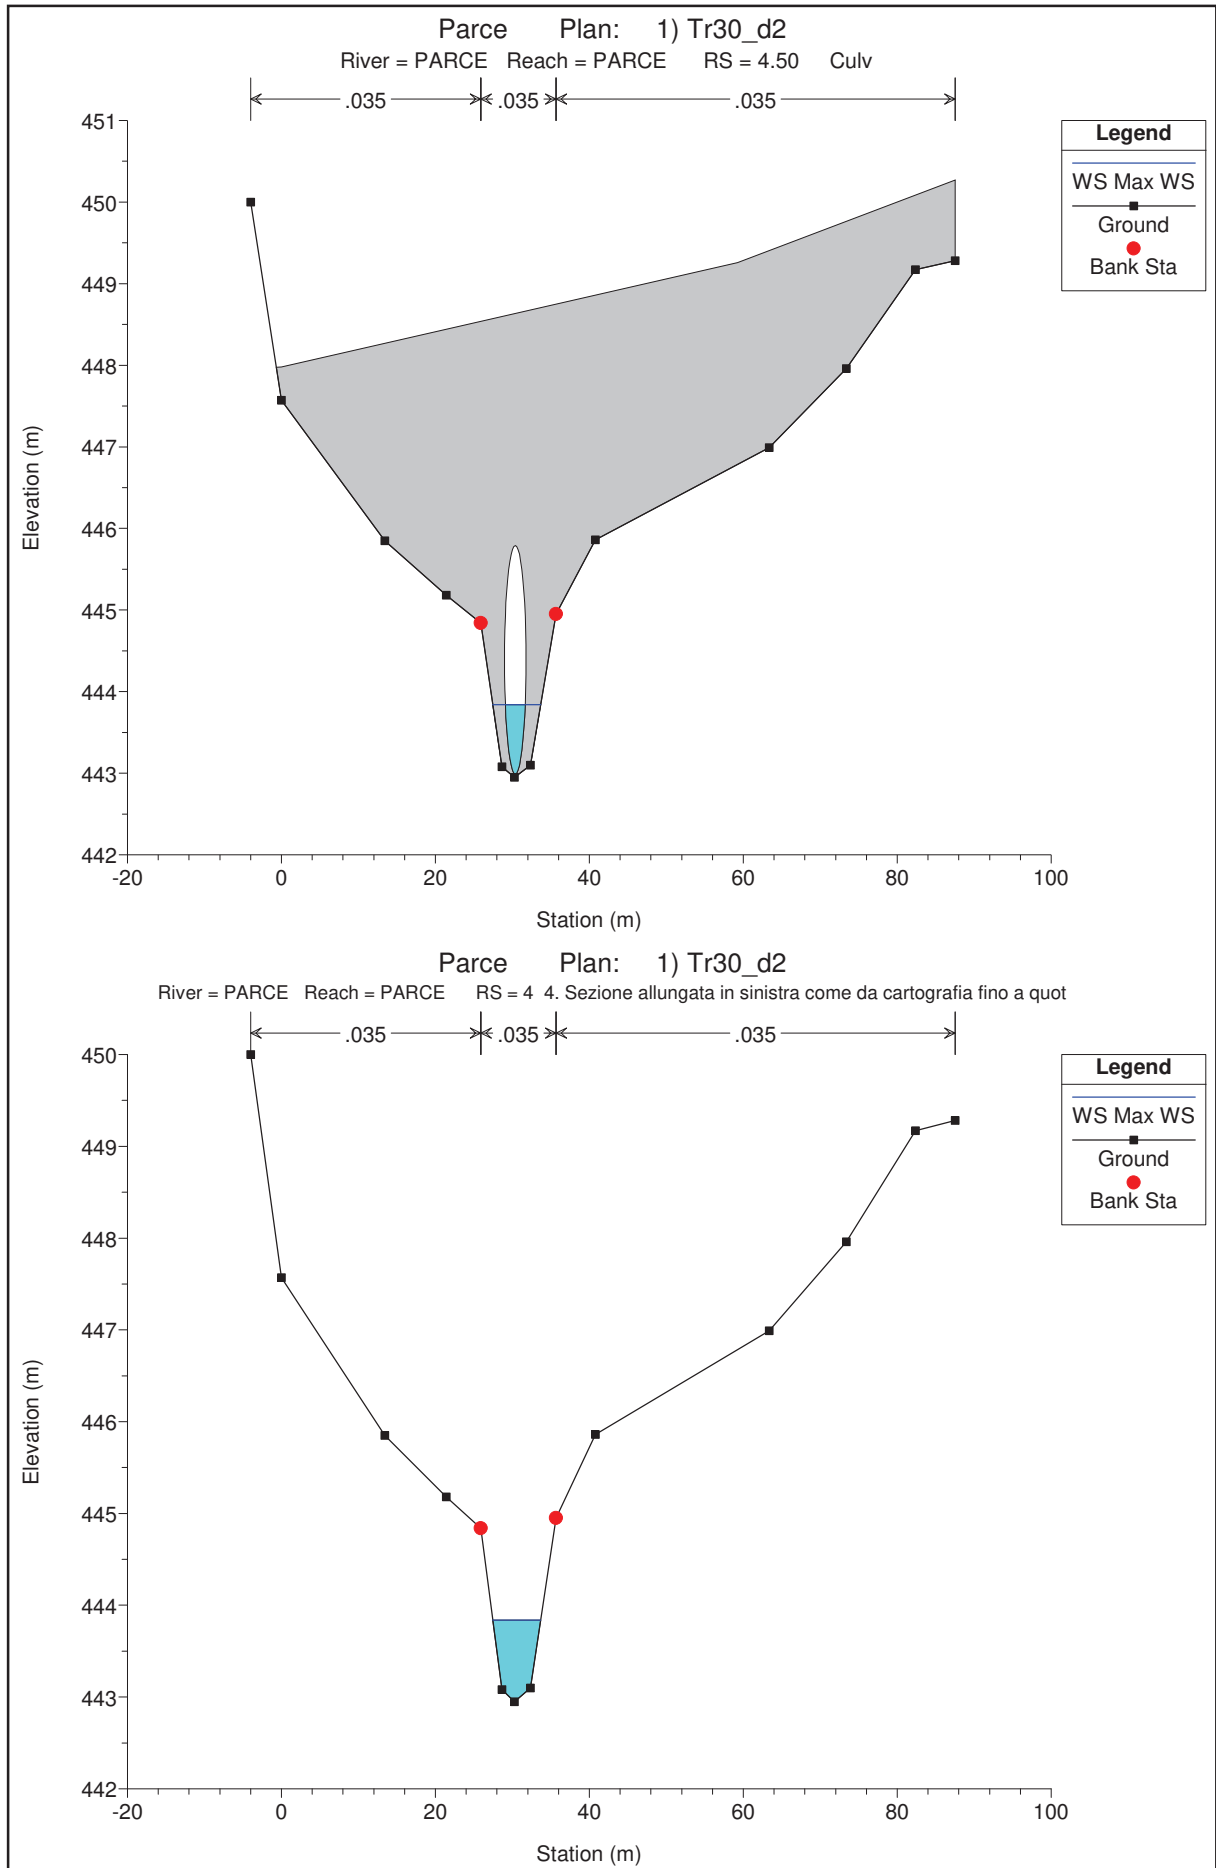 Parce Plan: 1) Tr30_d2
River = PARCE Reach = PARCE RS = 4.50 Culv
.035 .035 .035
451
450
449
448
447
446
445
444
443
442
-20 0 20 40 60 80 100
Elevation (m)
Station (m)
Legend
WS Max WS
Ground
Bank Sta
Parce Plan: 1) Tr30_d2
River = PARCE Reach = PARCE RS = 4 4. Sezione allungata in sinistra come da cartografia fino a quot
.035 .035 .035
450
449
448
447
446
445
444
443
442
-20 0 20 40 60 80 100
Elevation (m)
Station (m)
Legend
WS Max WS
Ground
Bank Sta